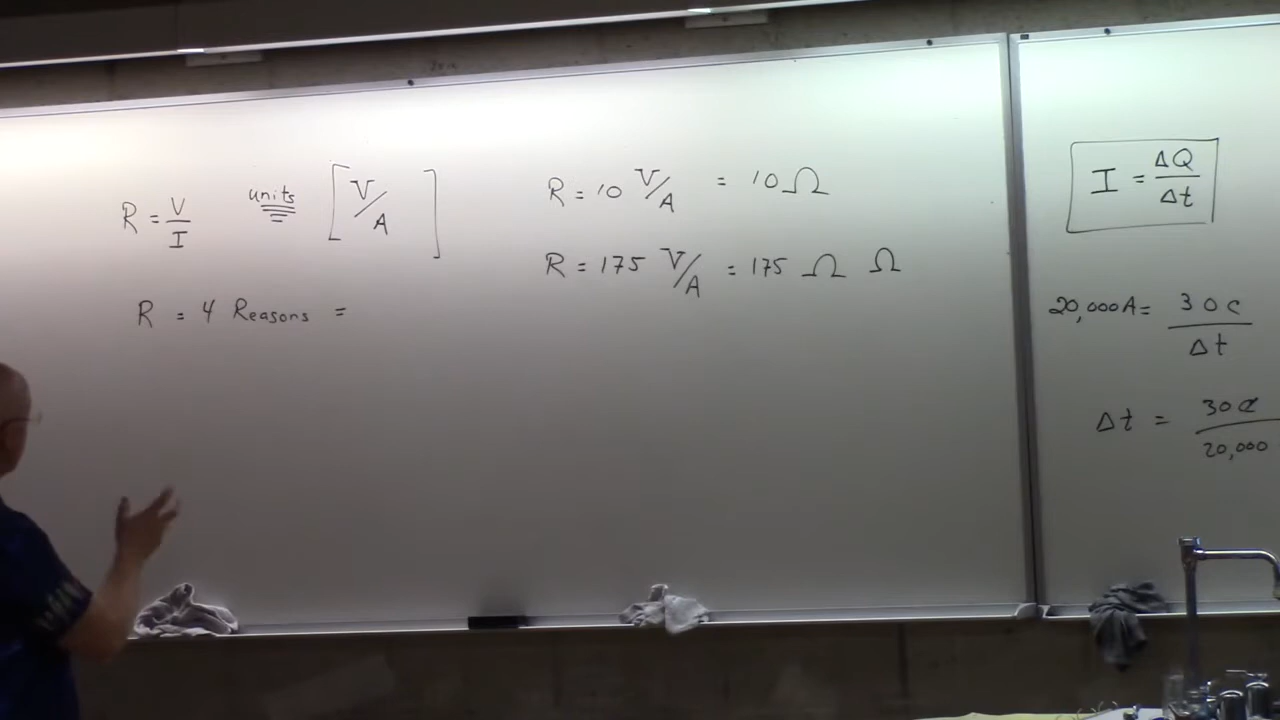 R = V/I units [V/A]
R = 10 V/A = 10 Ω
R = 175 V/A = 175 Ω Ω
R = 4 Reasons =
I = ΔQ/Δt
20,000A = 30C/Δt
Δt = 30C/20,000